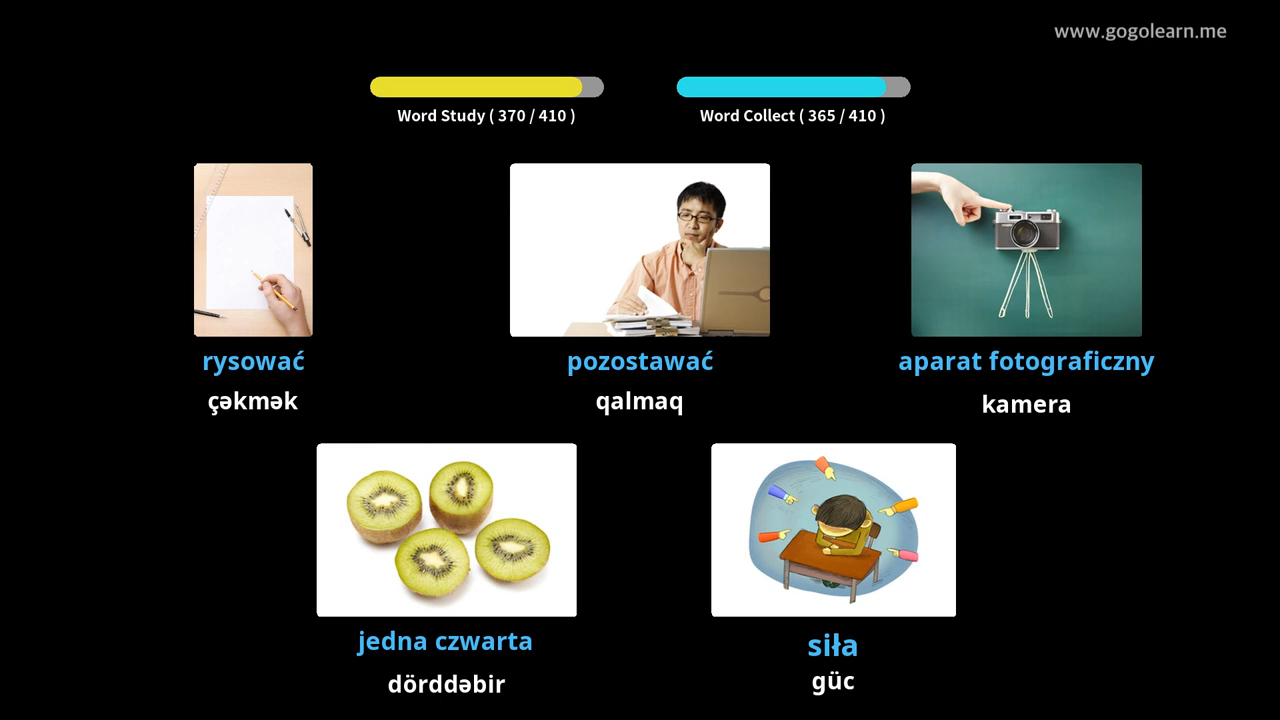 www.gogolearn.me
Word Study ( 370 / 410 )
Word Collect ( 365 / 410 )
rysować
pozostawać
aparat fotograficzny
çəkmək
qalmaq
kamera
jedna czwarta
siła
dörddəbir
güc